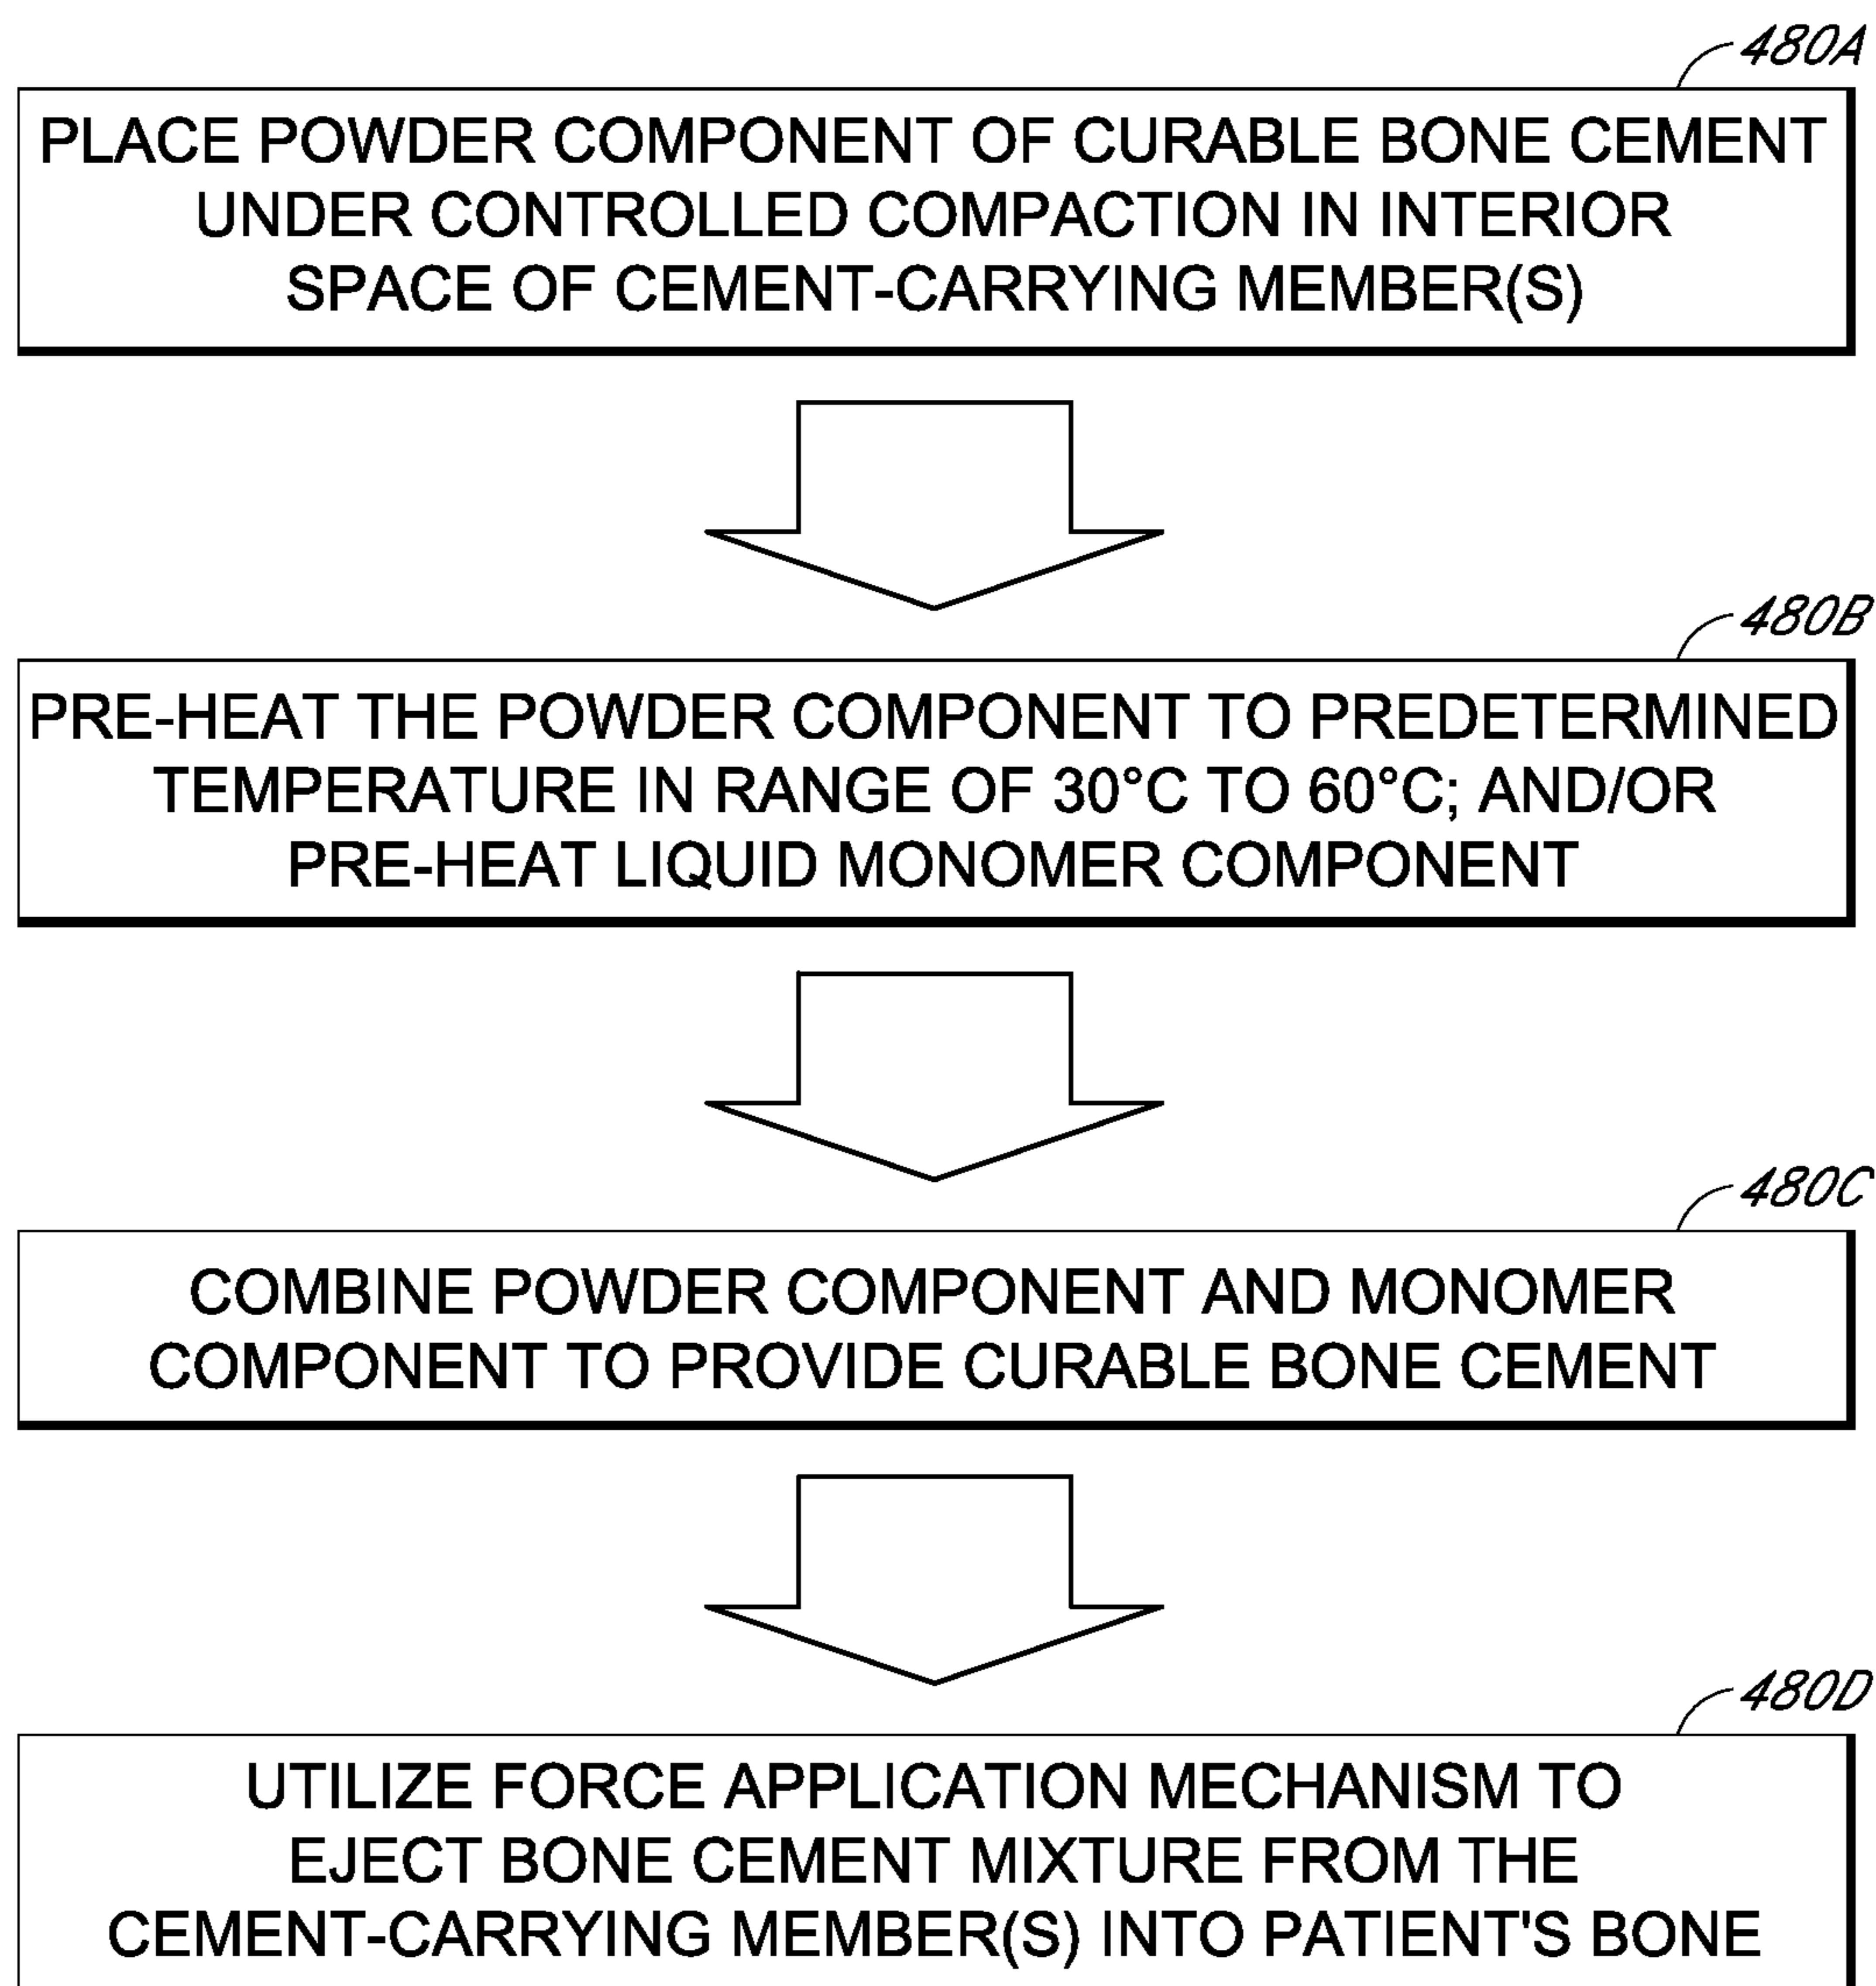 480A
PLACE POWDER COMPONENT OF CURABLE BONE CEMENT
UNDER CONTROLLED COMPACTION IN INTERIOR
SPACE OF CEMENT-CARRYING MEMBER(S)
480B
PRE-HEAT THE POWDER COMPONENT TO PREDETERMINED
TEMPERATURE IN RANGE OF 30°C TO 60°C; AND/OR
PRE-HEAT LIQUID MONOMER COMPONENT
480C
COMBINE POWDER COMPONENT AND MONOMER
COMPONENT TO PROVIDE CURABLE BONE CEMENT
480D
UTILIZE FORCE APPLICATION MECHANISM TO
EJECT BONE CEMENT MIXTURE FROM THE
CEMENT-CARRYING MEMBER(S) INTO PATIENT'S BONE